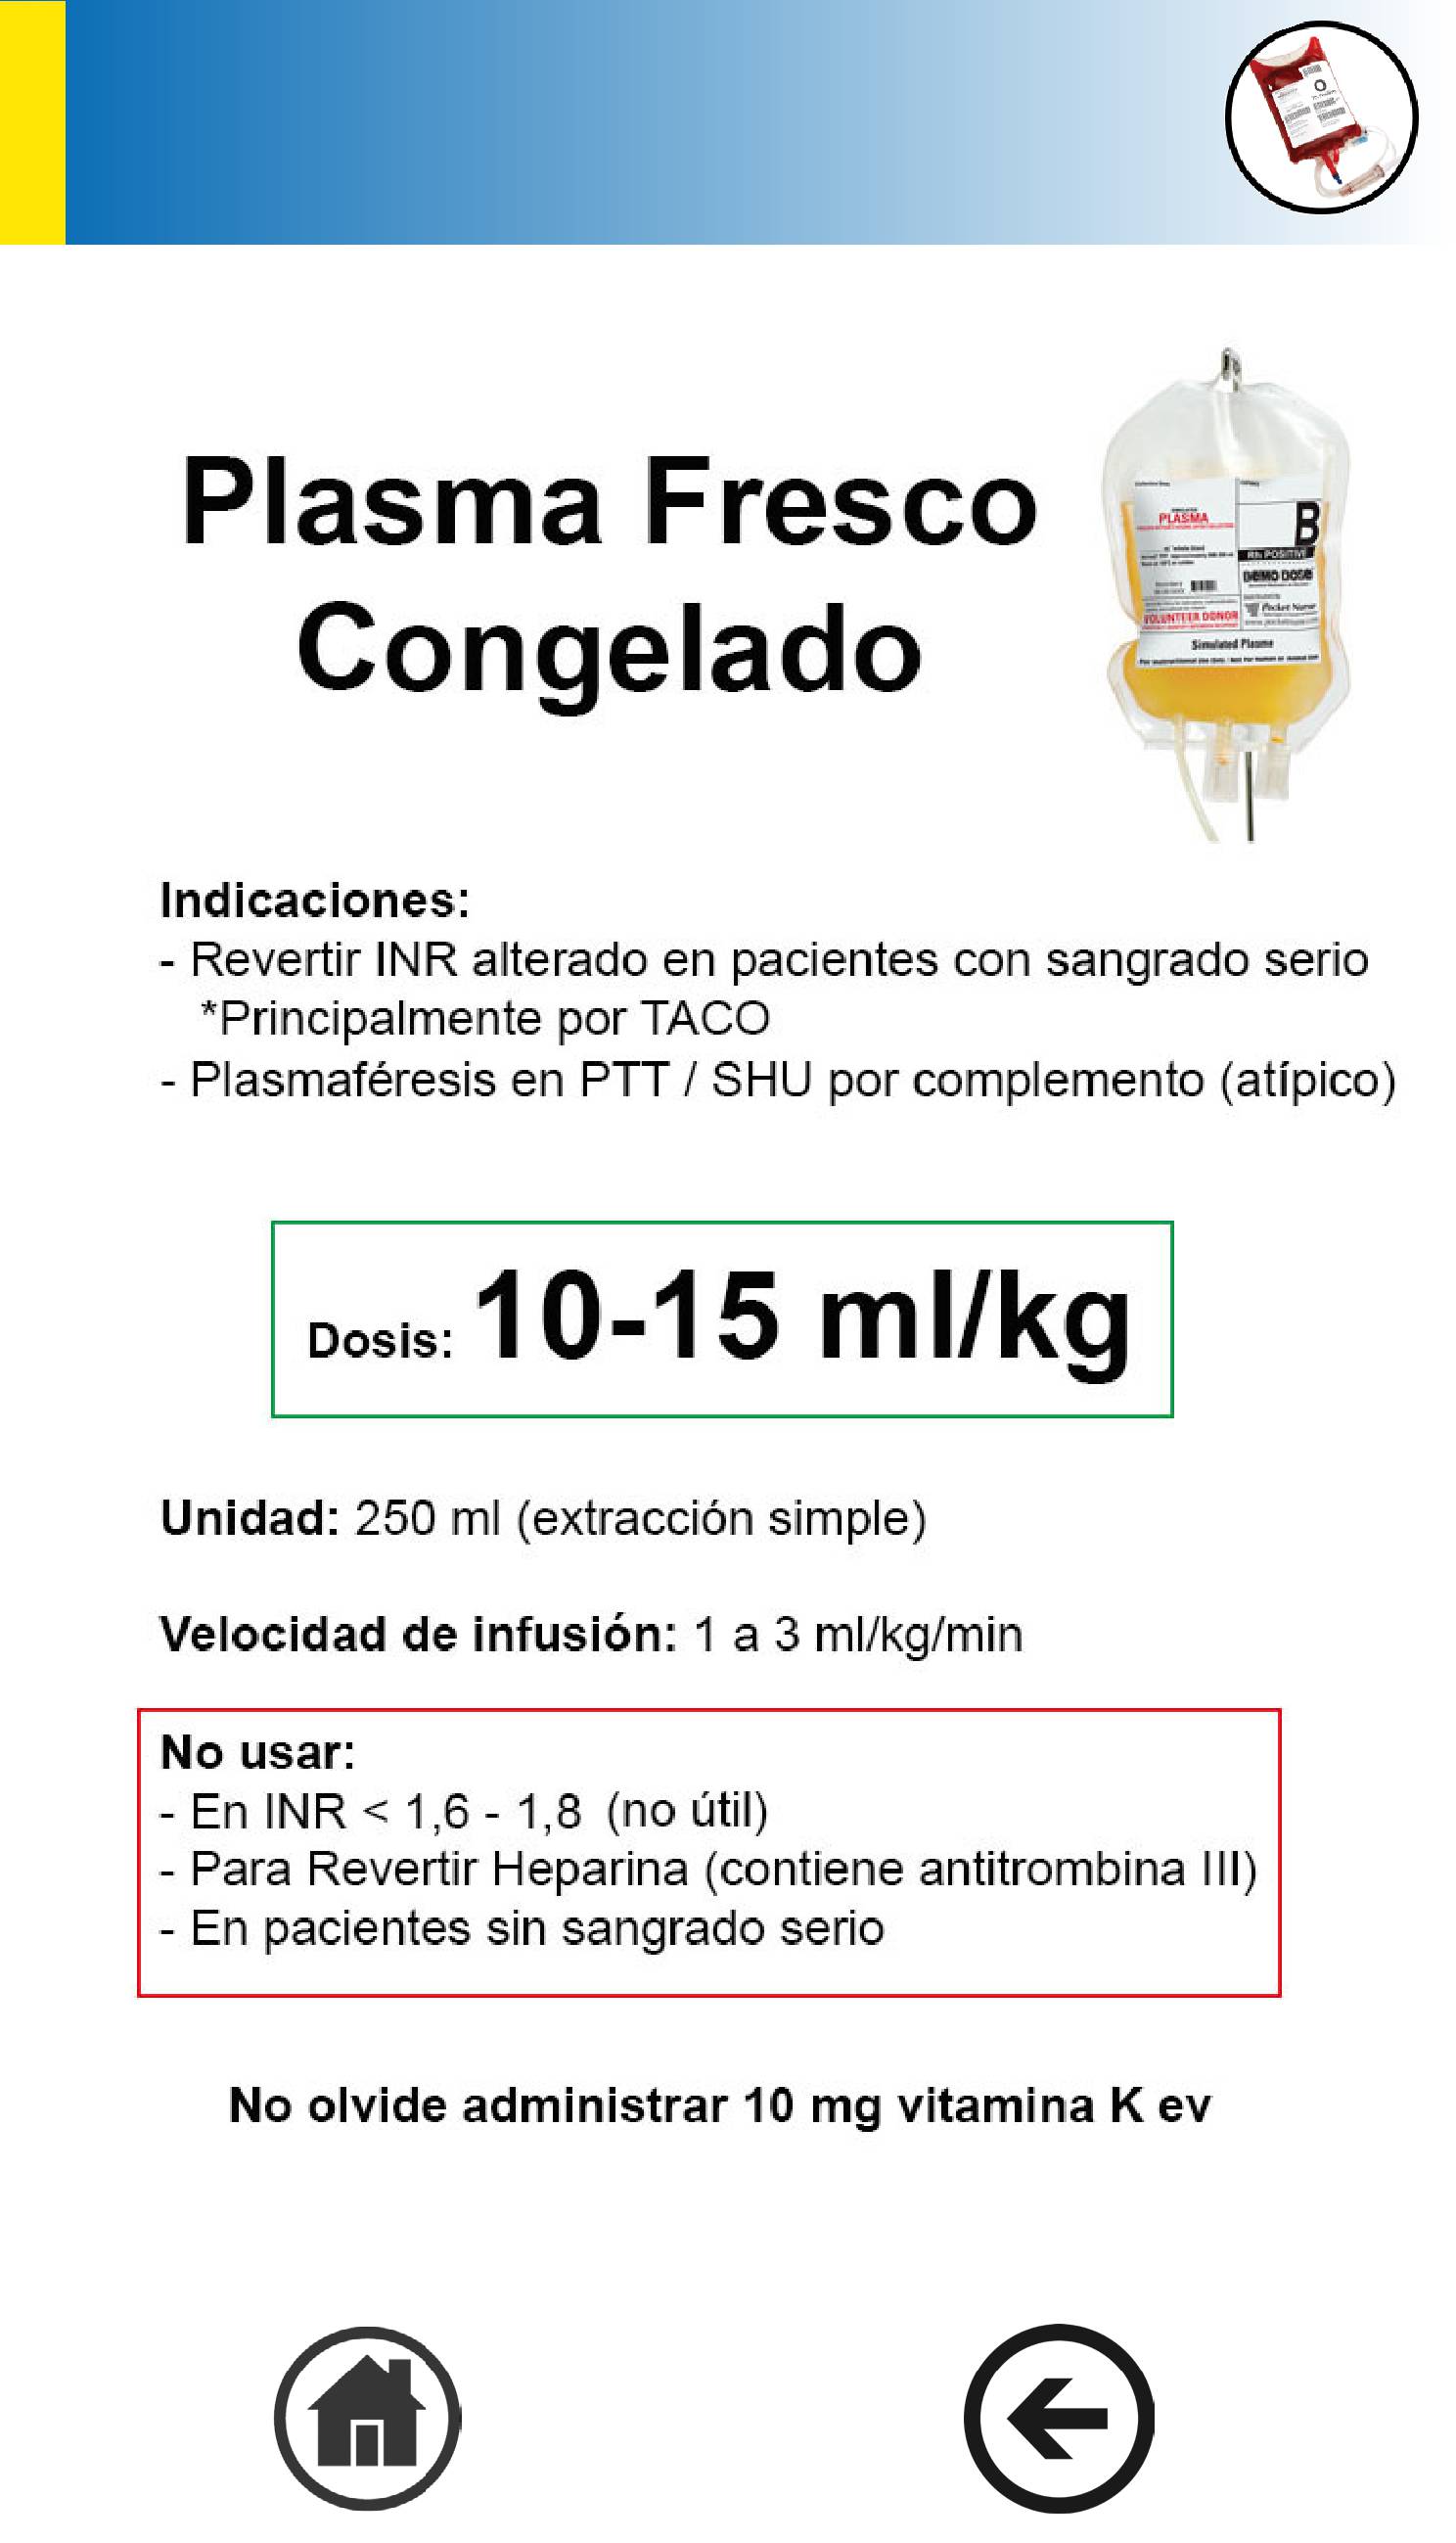 Plasma Fresco
Congelado
PLASMA
B
Rh POSITIVE
DEMO DOSE
Pocket Nurse
VOLUNTEER DONOR
Simulated Plasma
Indicaciones:
- Revertir INR alterado en pacientes con sangrado serio
*Principalmente por TACO
- Plasmaféresis en PTT / SHU por complemento (atípico)
Dosis: 10-15 ml/kg
Unidad: 250 ml (extracción simple)
Velocidad de infusión: 1 a 3 ml/kg/min
No usar:
- En INR < 1,6 - 1,8 (no útil)
- Para Revertir Heparina (contiene antitrombina III)
- En pacientes sin sangrado serio
No olvide administrar 10 mg vitamina K ev